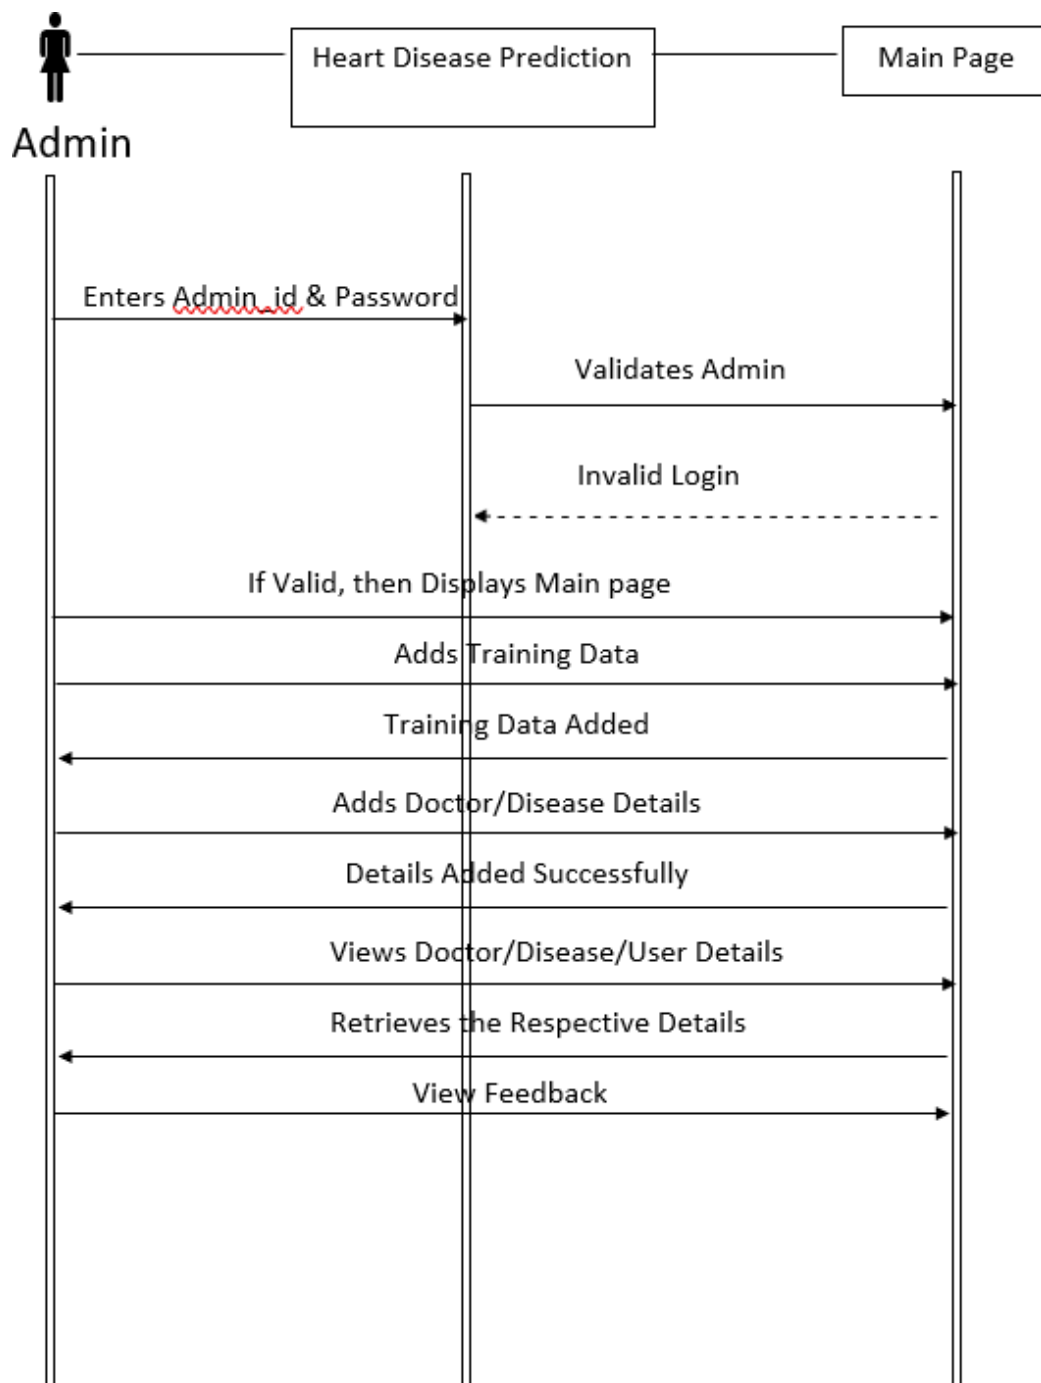 Heart Disease Prediction
Main Page
Admin
Enters Admin_id & Password
Validates Admin
Invalid Login
If Valid, then Displays Main page
Adds Training Data
Training Data Added
Adds Doctor/Disease Details
Details Added Successfully
Views Doctor/Disease/User Details
Retrieves the Respective Details
View Feedback